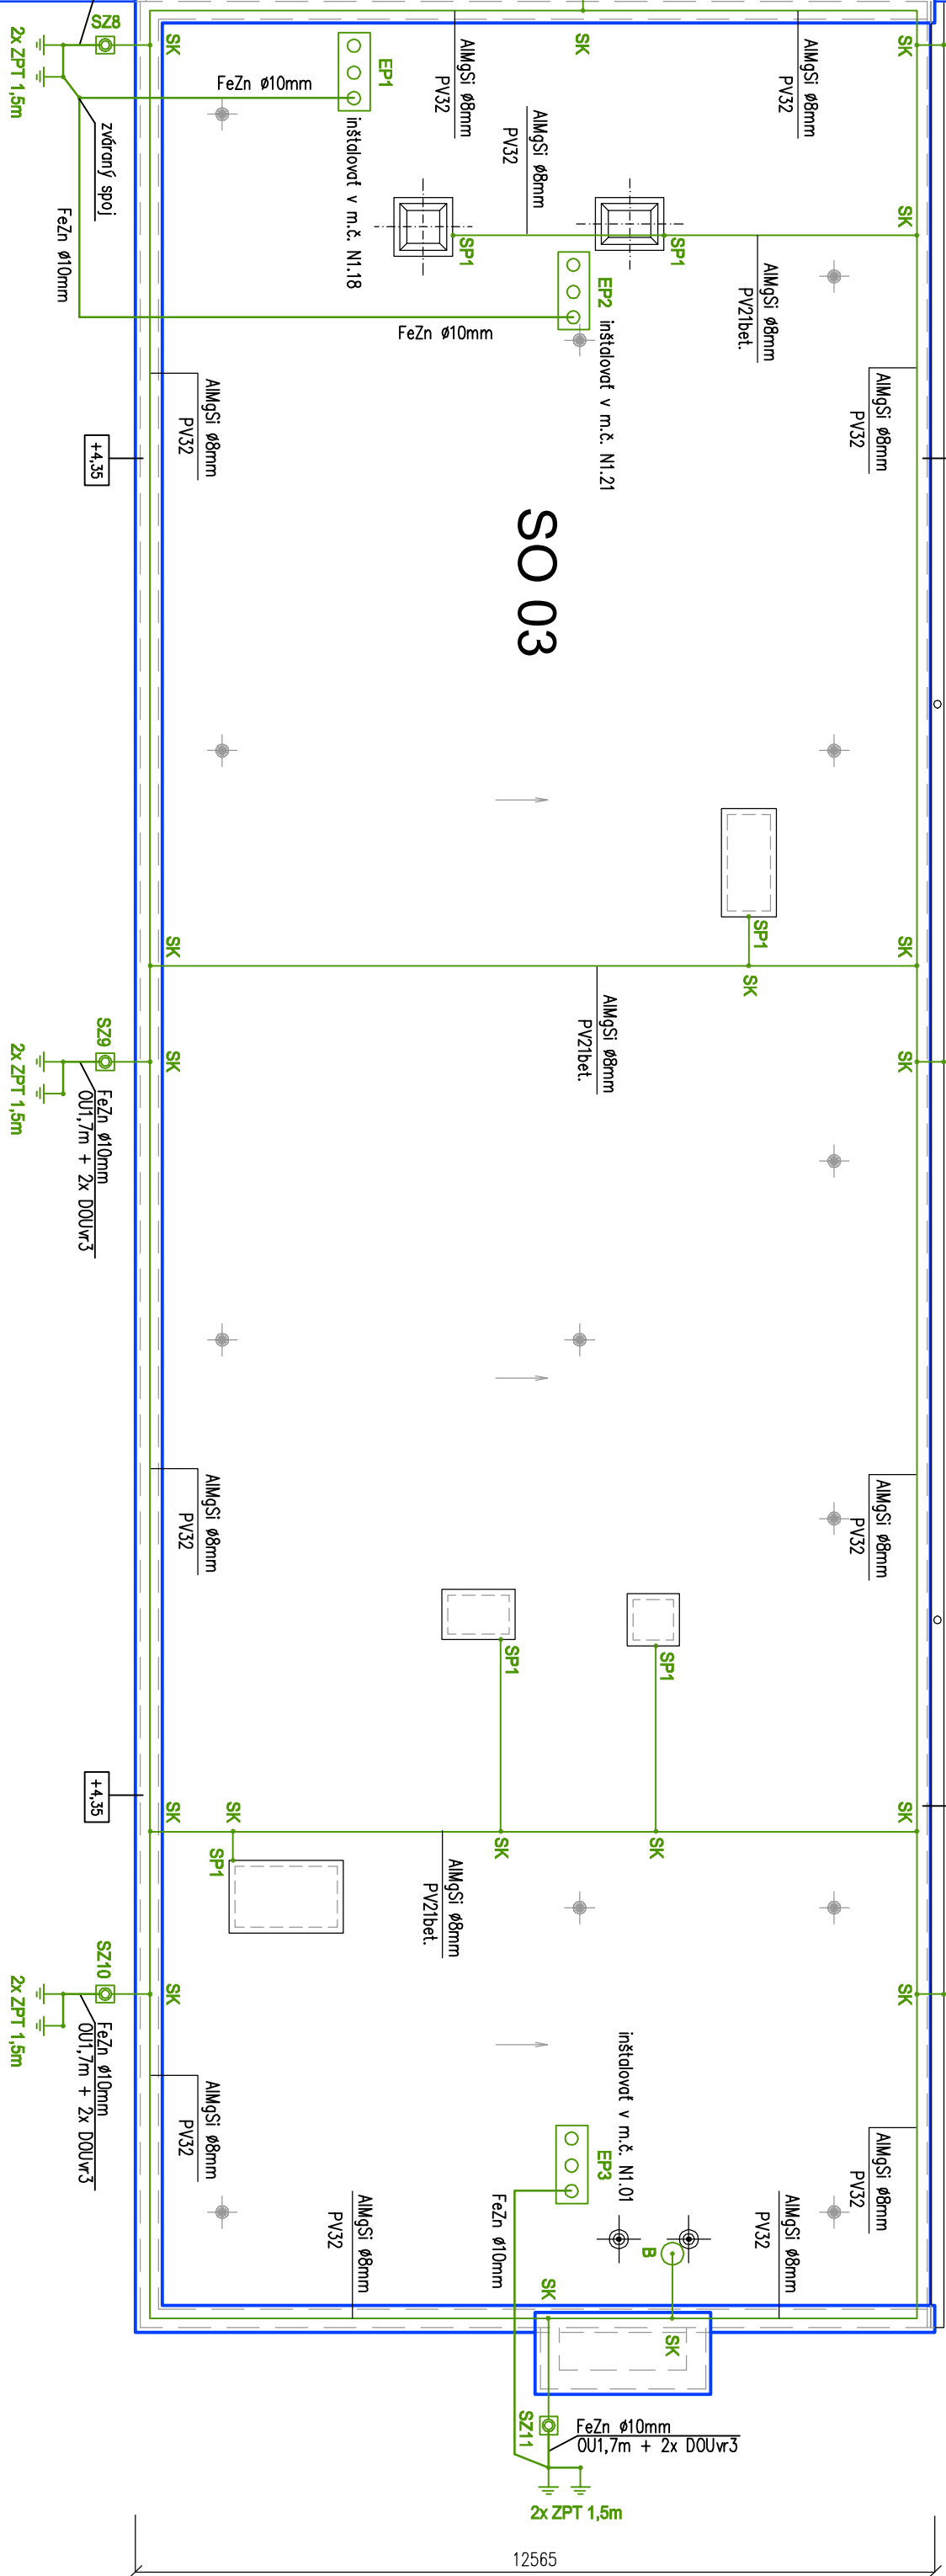 SZ8
SK
SK
SK
2x ZPT 1,5m
zváraný spoj
FeZn ø10mm
FeZn ø10mm
EP1
inštalovať v m.č. N1.18
AlMgSi ø8mm
PV32
AlMgSi ø8mm
PV32
AlMgSi ø8mm
PV32
SK
SP1
SP1
EP2
inštalovať v m.č. N1.21
FeZn ø10mm
AlMgSi ø8mm
PV21bet.
AlMgSi ø8mm
PV32
AlMgSi ø8mm
PV32
+4,35
SO 03
SP1
SK
SK
SK
AlMgSi ø8mm
PV21bet.
SZ9
SK
SK
2x ZPT 1,5m
FeZn ø10mm
OU1,7m + 2x DOUvr3
AlMgSi ø8mm
PV32
AlMgSi ø8mm
PV32
SP1
SP1
+4,35
SK
SK
SK
SK
SK
SP1
AlMgSi ø8mm
PV21bet.
SZ10
SK
SK
2x ZPT 1,5m
FeZn ø10mm
OU1,7m + 2x DOUvr3
inštalovať v m.č. N1.01
EP3
AlMgSi ø8mm
PV32
AlMgSi ø8mm
PV32
AlMgSi ø8mm
PV32
AlMgSi ø8mm
PV32
FeZn ø10mm
B
SK
SK
SZ11
FeZn ø10mm
OU1,7m + 2x DOUvr3
2x ZPT 1,5m
12565